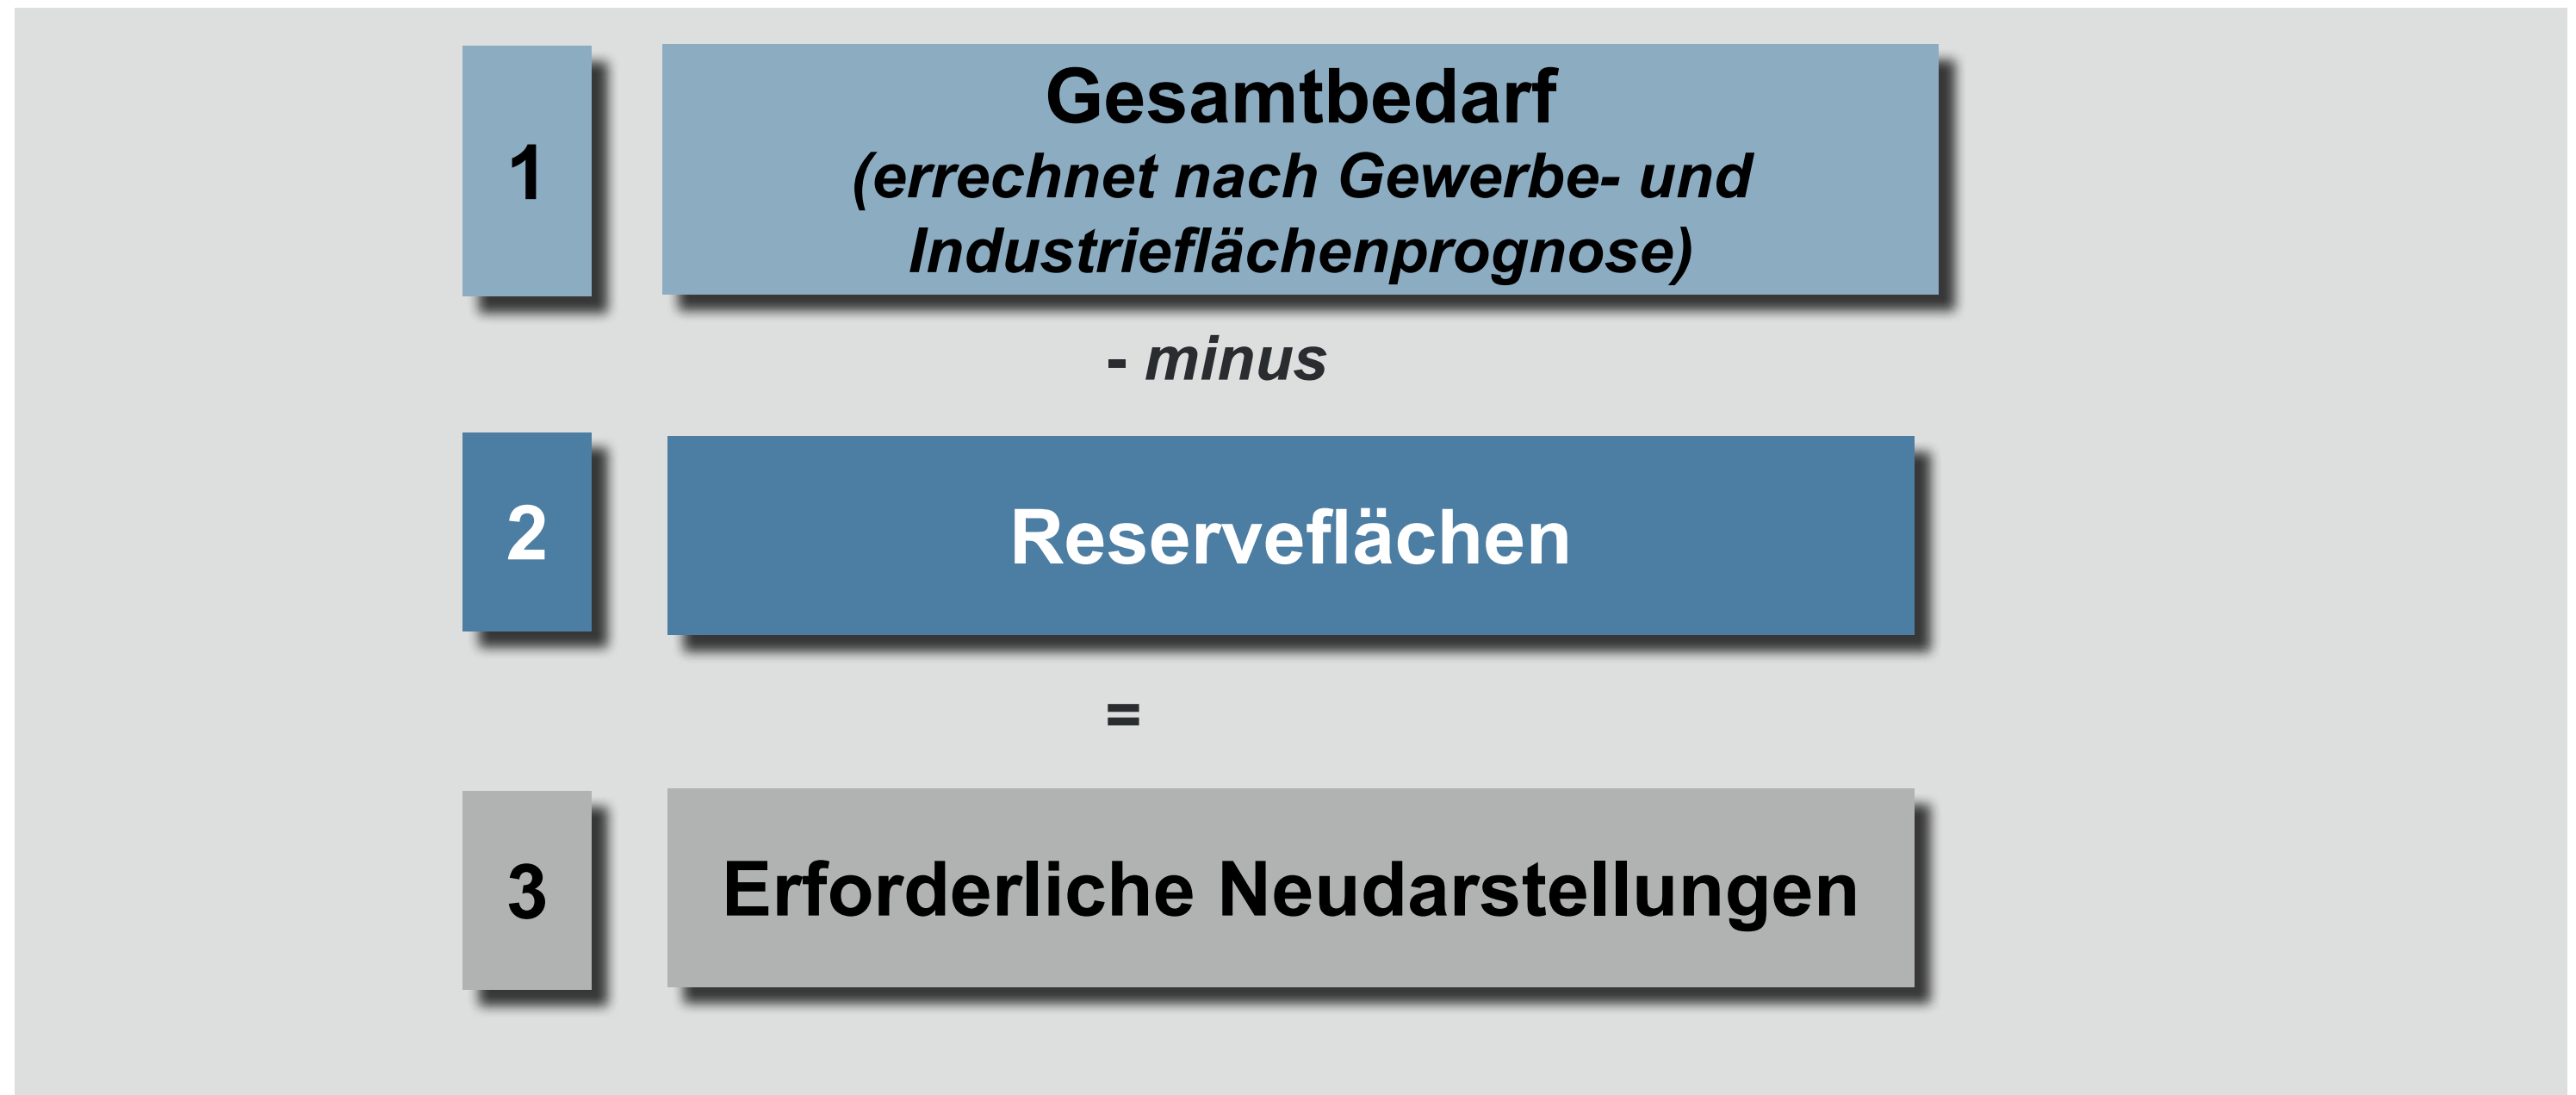 1
Gesamtbedarf
(errechnet nach Gewerbe- und
Industrieflächenprognose)
- minus
2
Reserveflächen
=
3
Erforderliche Neudarstellungen